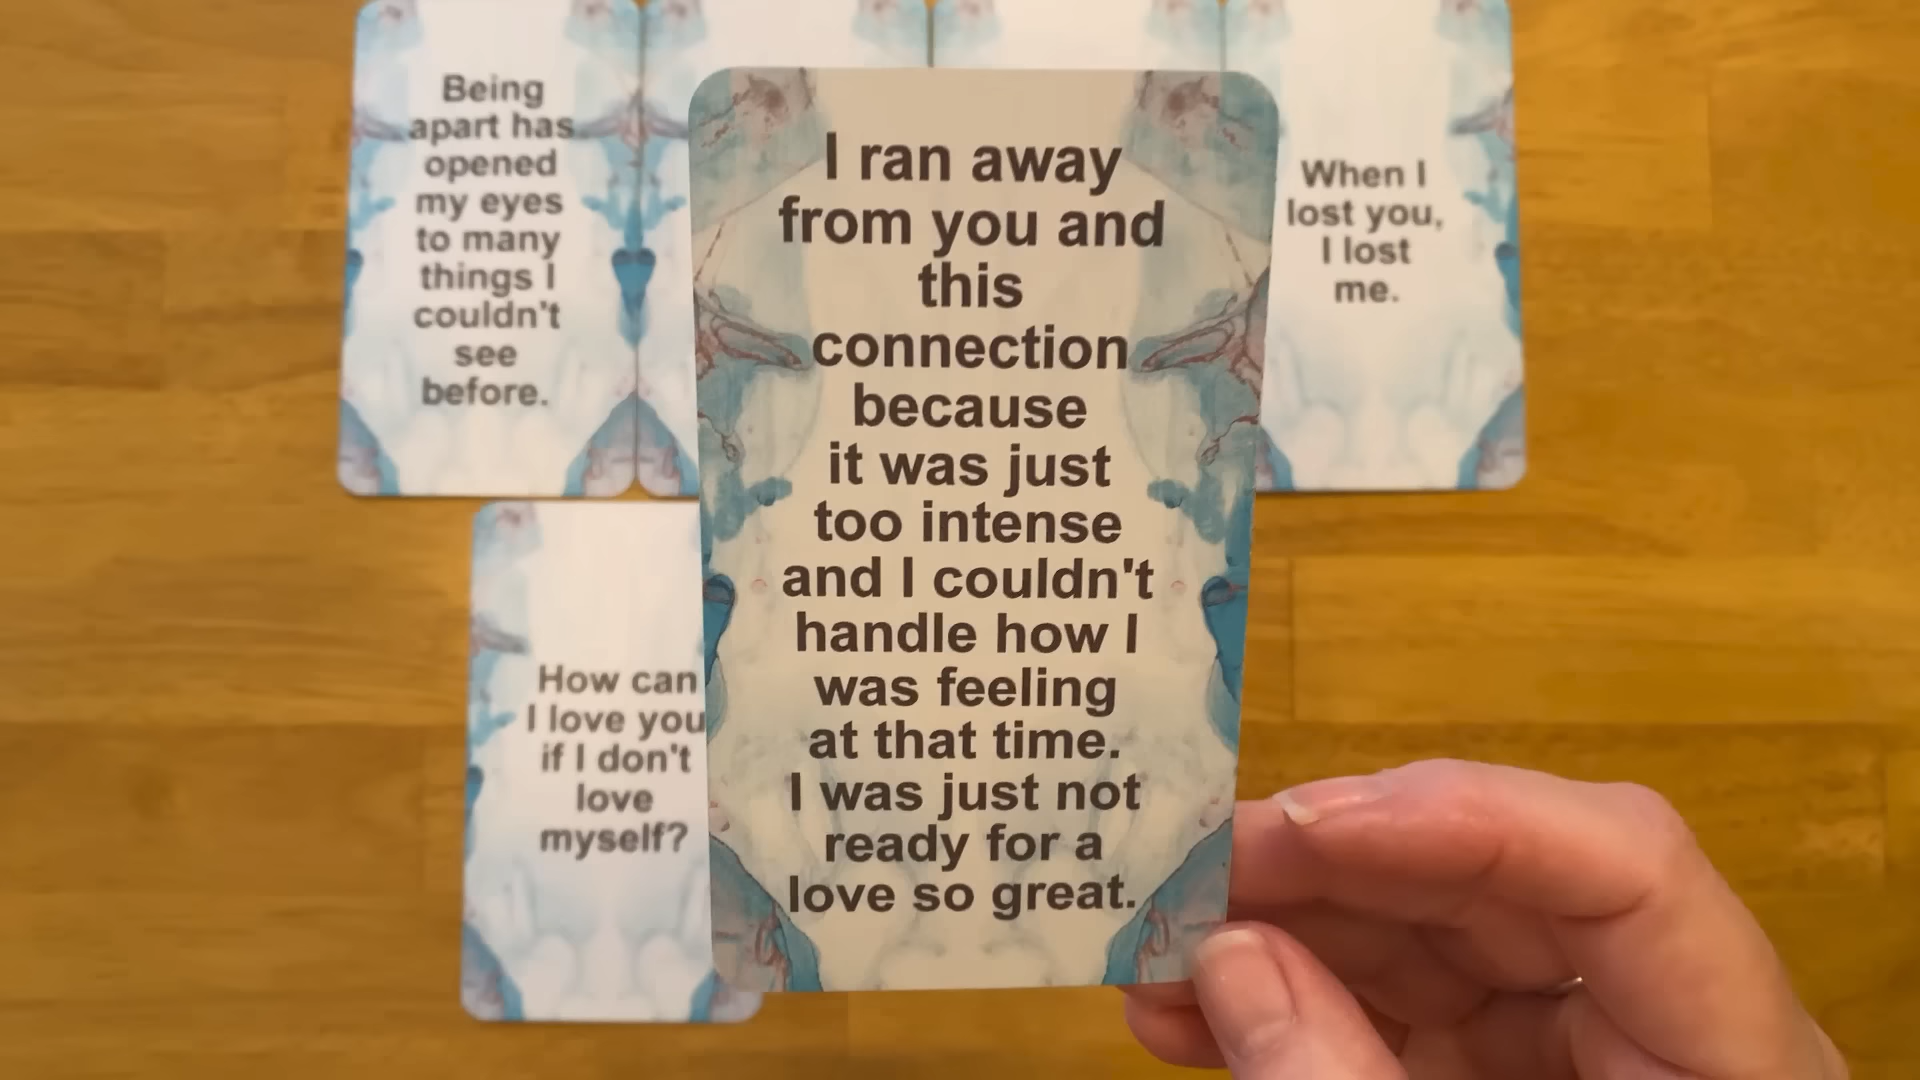 Being
apart has
opened
my eyes
to many
things I
couldn't
see
before.
I ran away
from you and
this
connection
because
it was just
too intense
and I couldn't
handle how I
was feeling
at that time.
I was just not
ready for a
love so great.
When I
lost you,
I lost
me.
How can
I love you
if I don't
love
myself?